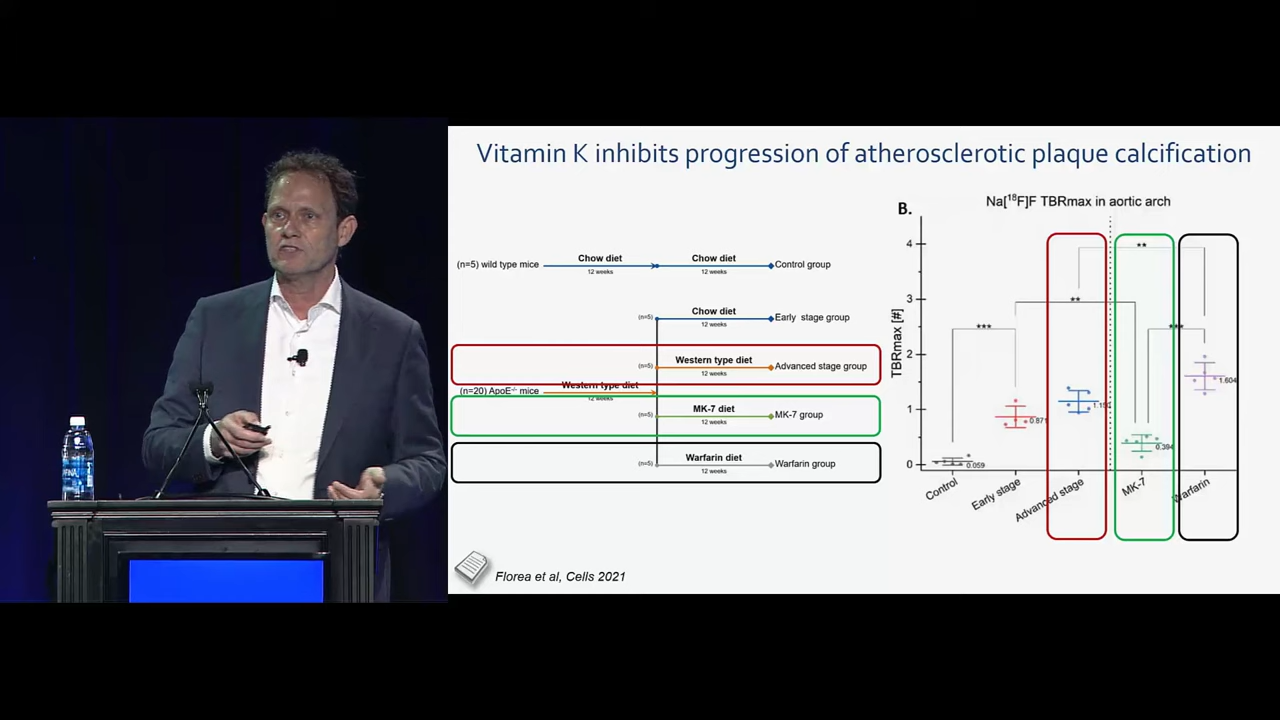 Vitamin K inhibits progression of atherosclerotic plaque calcification
(n=5) wild type mice
Chow diet
12 weeks
Chow diet
12 weeks
Control group
(n=5)
Chow diet
12 weeks
Early stage group
(n=5)
Western type diet
12 weeks
Advanced stage group
(n=20) ApoE-/- mice
Western type diet
12 weeks
(n=5)
MK-7 diet
12 weeks
MK-7 group
(n=5)
Warfarin diet
12 weeks
Warfarin group
Florea et al, Cells 2021
B.
Na[18F]F TBRmax in aortic arch
TBRmax [#]
4
3
2
1
0
***
**
**
***
0.059
0.871
0.394
1.604
Control
Early stage
Advanced stage
MK-7
Warfarin